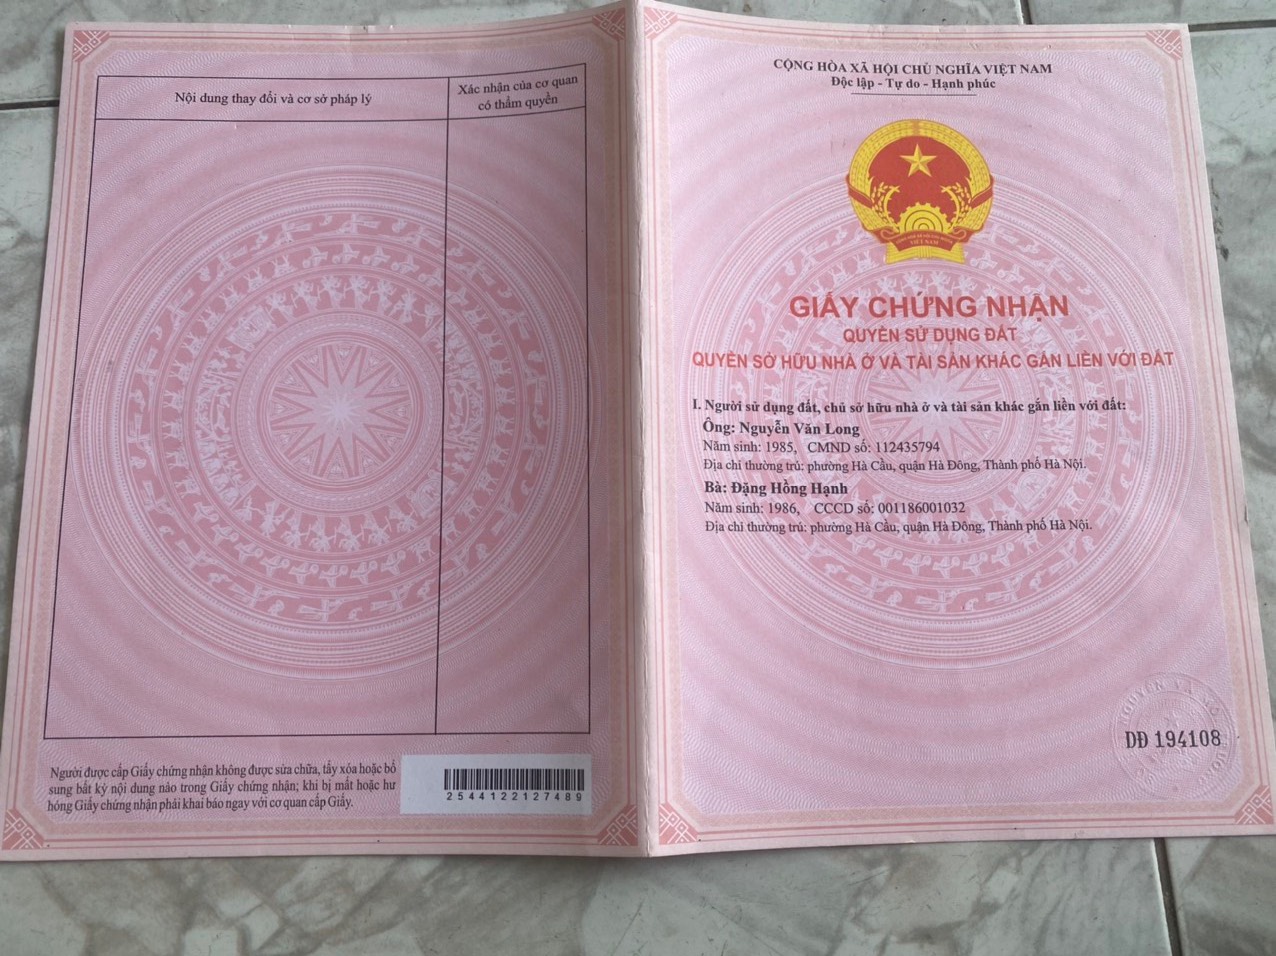 Nội dung thay đổi và cơ sở pháp lý
Xác nhận của cơ quan
có thẩm quyền
Người được cấp Giấy chứng nhận không được sửa chữa, tẩy xóa hoặc bổ
sung bất kỳ nội dung nào trong Giấy chứng nhận; khi bị mất hoặc hư
hỏng Giấy chứng nhận phải khai báo ngay với cơ quan cấp Giấy.
2544122127489
CỘNG HÒA XÃ HỘI CHỦ NGHĨA VIỆT NAM
Độc lập - Tự do - Hạnh phúc
VIỆT NAM
GIẤY CHỨNG NHẬN
QUYỀN SỬ DỤNG ĐẤT
QUYỀN SỞ HỮU NHÀ Ở VÀ TÀI SẢN KHÁC GẮN LIỀN VỚI ĐẤT
I. Người sử dụng đất, chủ sở hữu nhà ở và tài sản khác gắn liền với đất:
Ông: Nguyễn Văn Long
Năm sinh: 1985, CMND số: 112435794
Địa chỉ thường trú: phường Hà Cầu, quận Hà Đông, Thành phố Hà Nội.
Bà: Đặng Hồng Hạnh
Năm sinh: 1986, CCCD số: 001186001032
Địa chỉ thường trú: phường Hà Cầu, quận Hà Đông, Thành phố Hà Nội.
DĐ 194108